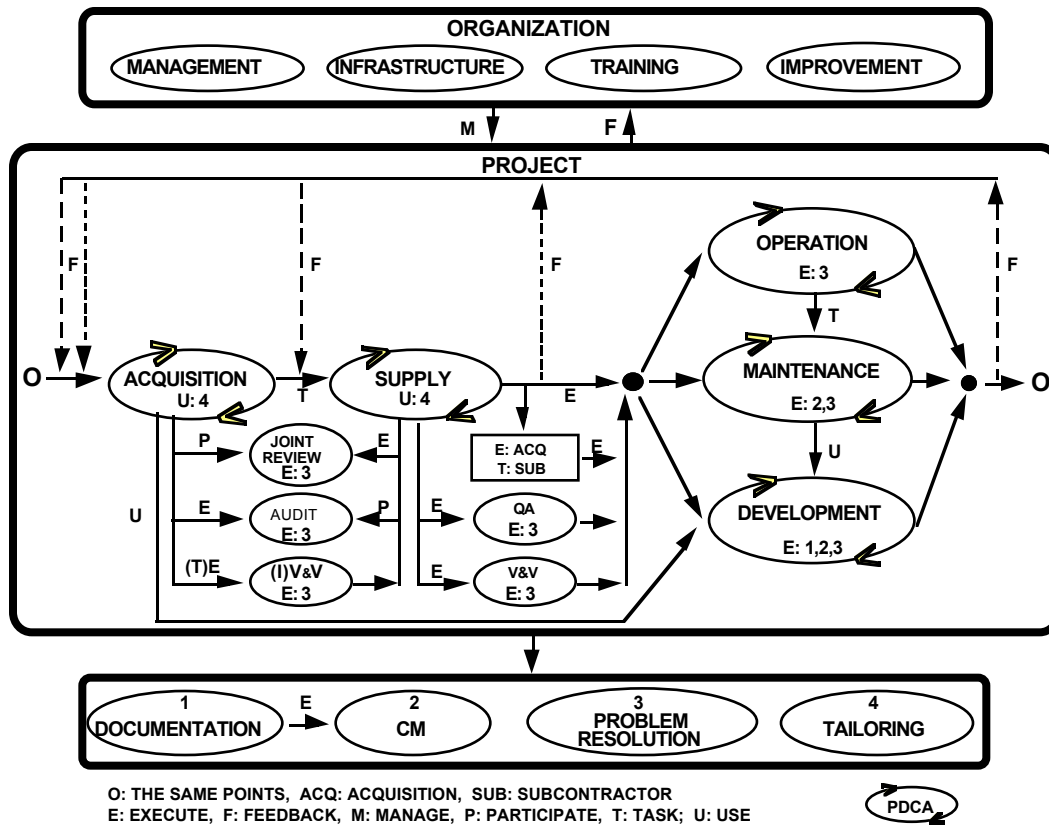 ORGANIZATION
MANAGEMENT
INFRASTRUCTURE
TRAINING
IMPROVEMENT
M
F
PROJECT
F
F
F
F
OPERATION
E: 3
T
O
ACQUISITION
U: 4
T
SUPPLY
U: 4
E
MAINTENANCE
E: 2,3
O
P
JOINT
REVIEW
E: 3
E
E: ACQ
T: SUB
E
U
U
E
AUDIT
E: 3
P
E
QA
E: 3
DEVELOPMENT
E: 1,2,3
(T)E
(I)V&V
E: 3
E
V&V
E: 3
1
DOCUMENTATION
E
2
CM
3
PROBLEM
RESOLUTION
4
TAILORING
O: THE SAME POINTS, ACQ: ACQUISITION, SUB: SUBCONTRACTOR
E: EXECUTE, F: FEEDBACK, M: MANAGE, P: PARTICIPATE, T: TASK; U: USE
PDCA